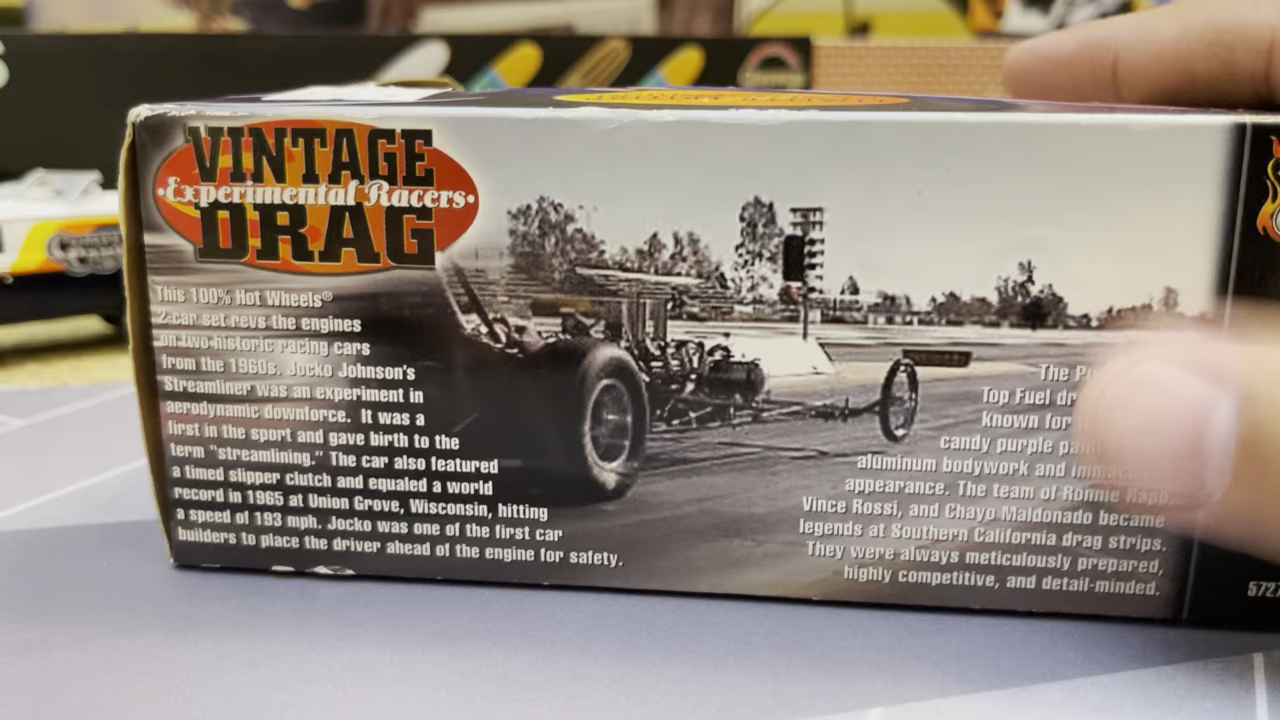 VINTAGE
Experimental Racers
DRAG
This 100% Hot Wheels®
2-car set revs the engines
on two historic racing cars
from the 1960s. Jocko Johnson's
Streamliner was an experiment in
aerodynamic downforce. It was a
first in the sport and gave birth to the
term "streamlining." The car also featured
a timed slipper clutch and equaled a world
record in 1965 at Union Grove, Wisconsin, hitting
a speed of 193 mph. Jocko was one of the first car
builders to place the driver ahead of the engine for safety.
The
Top Fuel
known for
candy purple
aluminum bodywork and
appearance. The team of Ronnie Rapp,
Vince Rossi, and Chayo Maldonado became
legends at Southern California drag strips.
They were always meticulously prepared,
highly competitive, and detail-minded.